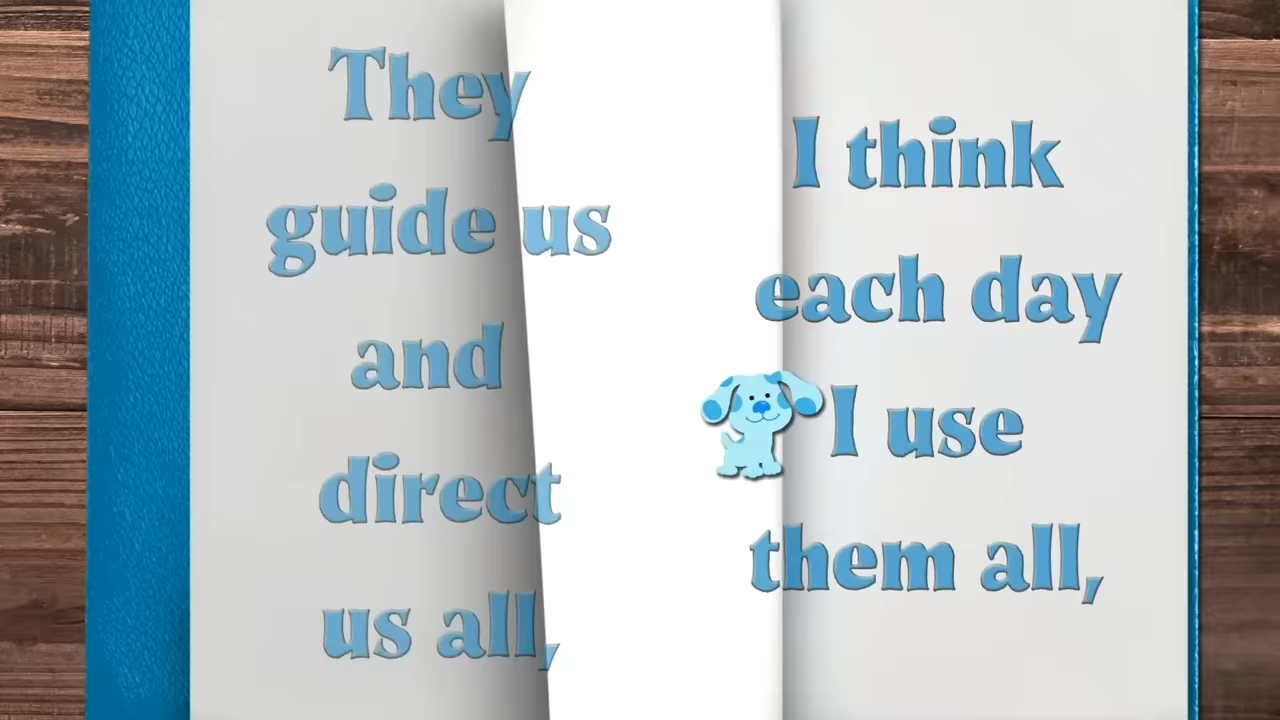 They
guide us
and
direct
us all,
I think
each day
I use
them all,